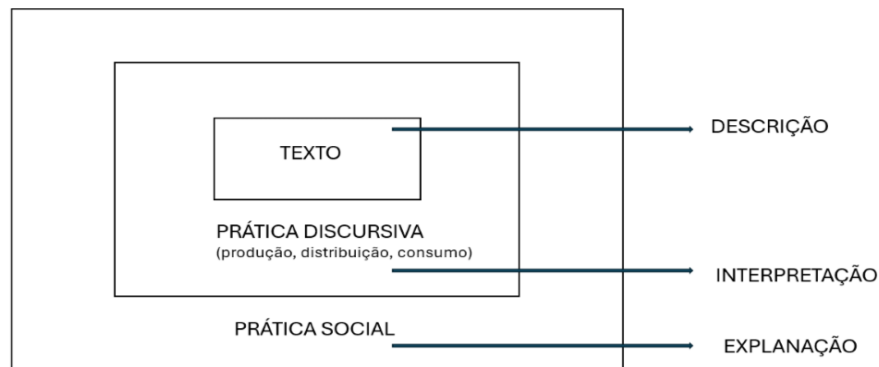 TEXTO
DESCRIÇÃO
PRÁTICA DISCURSIVA
(produção, distribuição, consumo)
INTERPRETAÇÃO
PRÁTICA SOCIAL
EXPLANAÇÃO